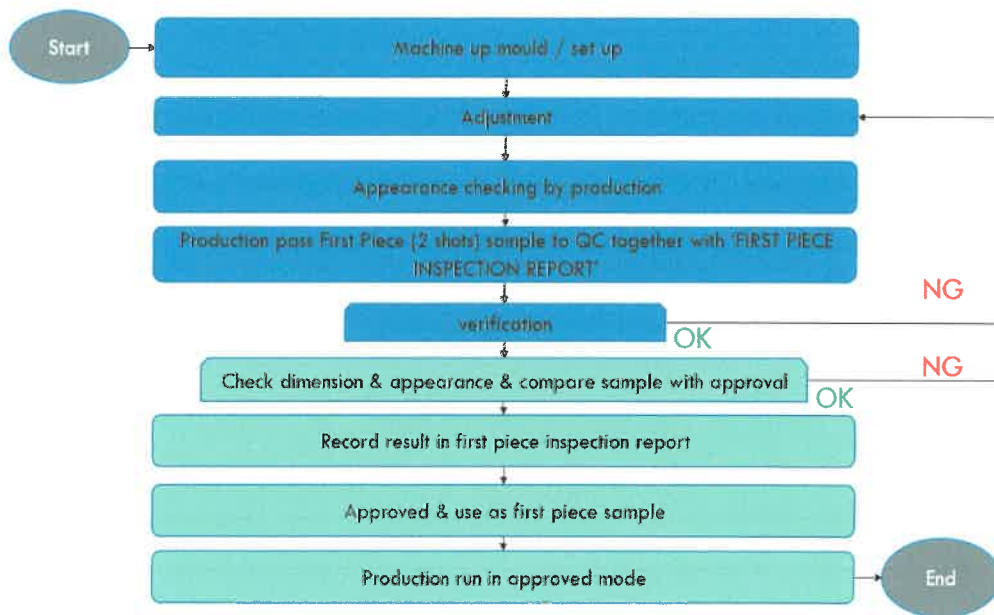 Start
Machine up mould / set up
Adjustment
Appearance checking by production
Production pass First Piece (2 shots) sample to QC together with 'FIRST PIECE
INSPECTION REPORT'
NG
verification
OK
NG
Check dimension & appearance & compare sample with approval
OK
Record result in first piece inspection report
Approved & use as first piece sample
Production run in approved mode
End